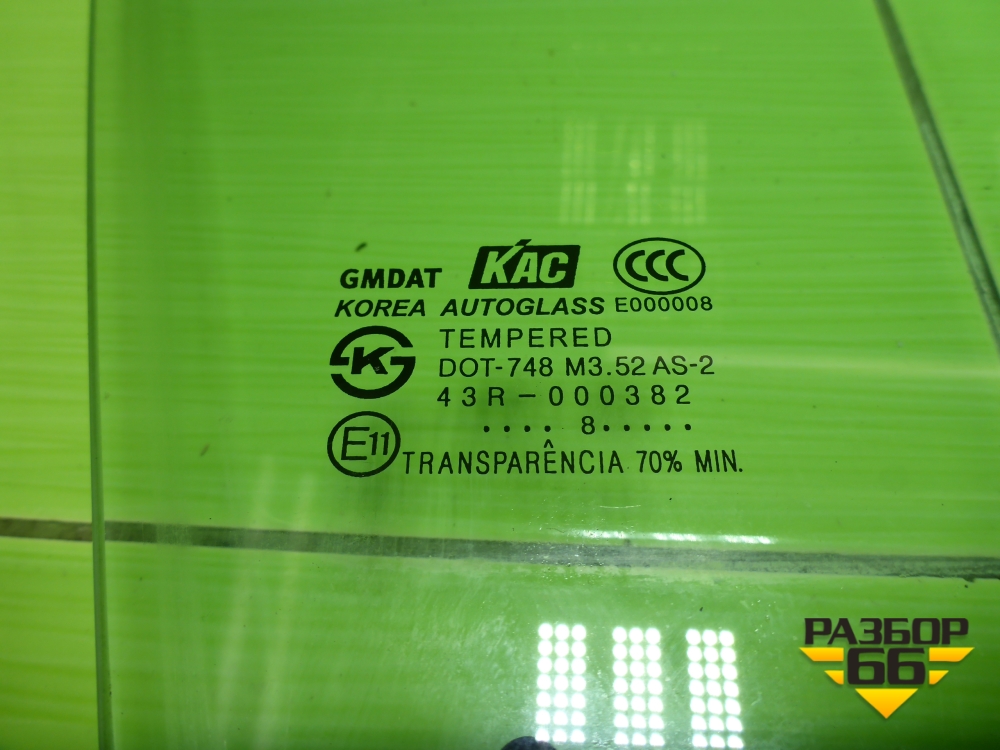 GMDAT KAC CCC
KOREA AUTOGLASS E000008
K TEMPERED
DOT-748 M3.52 AS-2
43R-000382
.... 8.....
E11 TRANSPARÊNCIA 70% MIN.
РАЗБОР
66